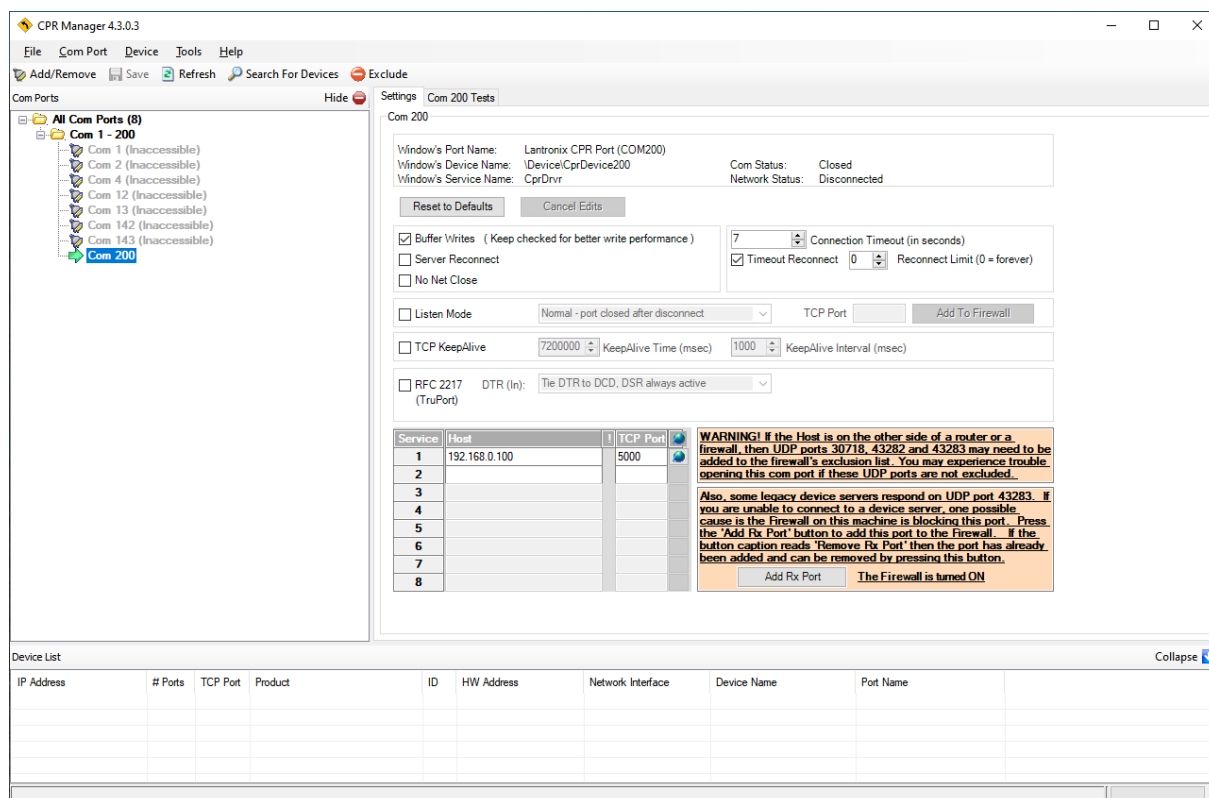 CPR Manager 4.3.0.3
File Com Port Device Tools Help
Add/Remove Save Refresh Search For Devices Exclude
Com Ports Hide
All Com Ports (8)
Com 1 - 200
Com 1 (Inaccessible)
Com 2 (Inaccessible)
Com 4 (Inaccessible)
Com 12 (Inaccessible)
Com 13 (Inaccessible)
Com 142 (Inaccessible)
Com 143 (Inaccessible)
Com 200
Settings Com 200 Tests
Com 200
Window's Port Name: Lantronix CPR Port (COM200)
Window's Device Name: \Device\CprDevice200 Com Status: Closed
Window's Service Name: CprDrvr Network Status: Disconnected
Reset to Defaults Cancel Edits
Buffer Writes ( Keep checked for better write performance )
Server Reconnect
No Net Close
7 Connection Timeout (in seconds)
Timeout Reconnect 0 Reconnect Limit (0 = forever)
Listen Mode Normal - port closed after disconnect TCP Port Add To Firewall
TCP KeepAlive 7200000 KeepAlive Time (msec) 1000 KeepAlive Interval (msec)
RFC 2217 DTR (In): Tie DTR to DCD, DSR always active
(TruPort)
Service Host ! TCP Port
1 192.168.0.100 5000
2
3
4
5
6
7
8
WARNING! If the Host is on the other side of a router or a
firewall, then UDP ports 30718, 43282 and 43283 may need to be
added to the firewall's exclusion list. You may experience trouble
opening this com port if these UDP ports are not excluded.
Also, some legacy device servers respond on UDP port 43283. If
you are unable to connect to a device server, one possible
cause is the Firewall on this machine is blocking this port. Press
the 'Add Rx Port' button to add this port to the Firewall. If the
button caption reads 'Remove Rx Port' then the port has already
been added and can be removed by pressing this button.
Add Rx Port The Firewall is turned ON
Device List Collapse
IP Address # Ports TCP Port Product ID HW Address Network Interface Device Name Port Name